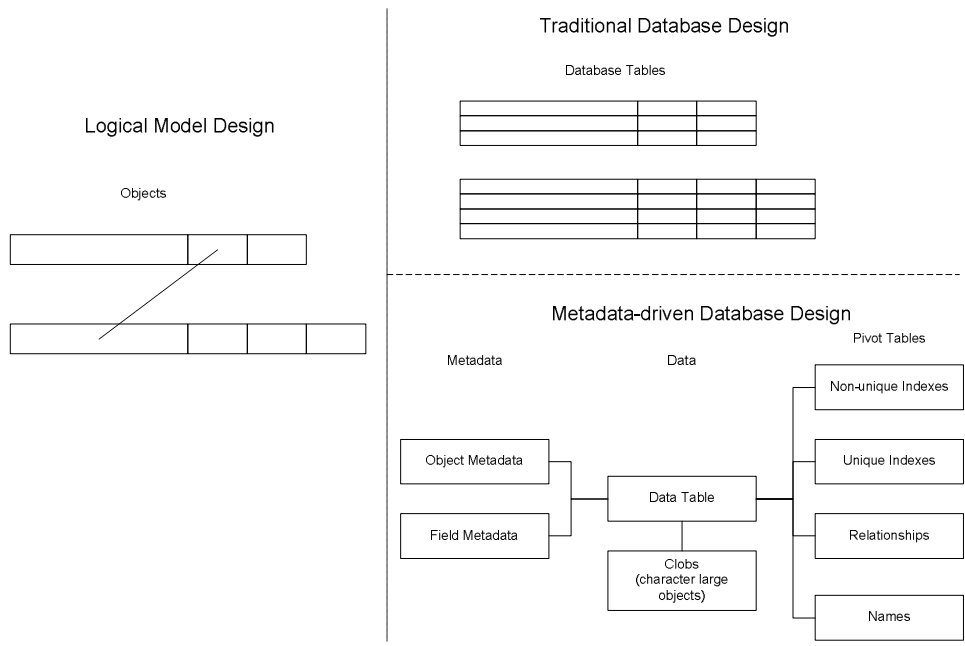 Logical Model Design
Objects
Traditional Database Design
Database Tables
Metadata-driven Database Design
Metadata
Data
Pivot Tables
Object Metadata
Field Metadata
Data Table
Clobs
(character large
objects)
Non-unique Indexes
Unique Indexes
Relationships
Names